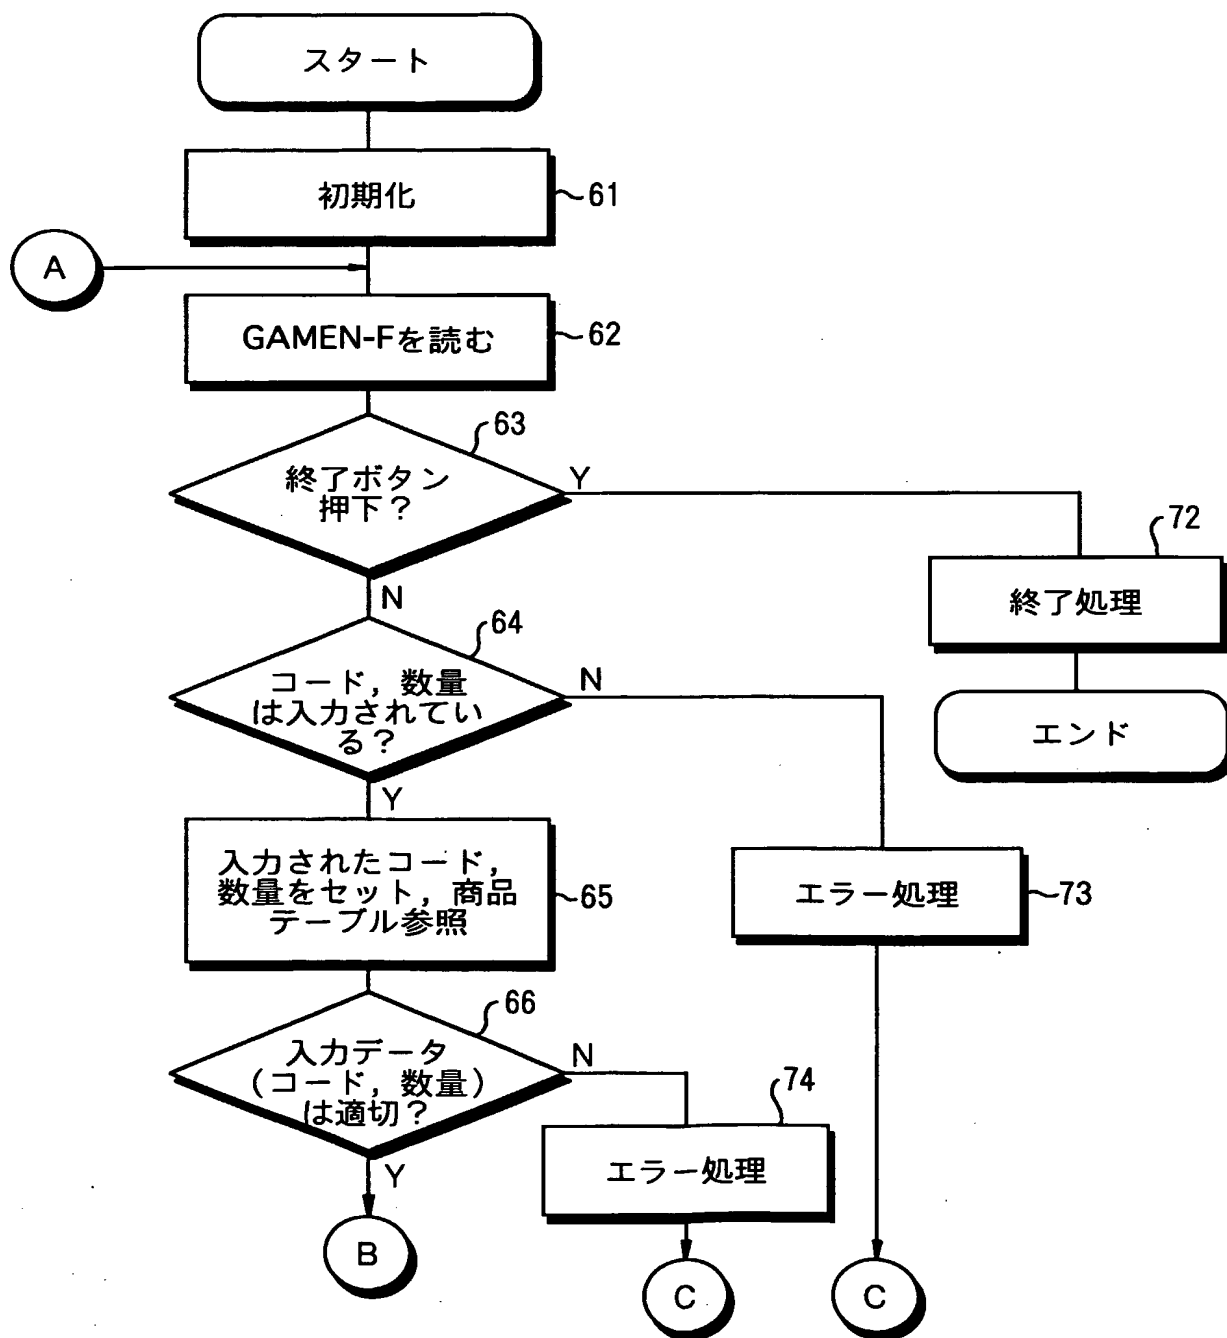 スタート
初期化
61
A
GAMEN-Fを読む
62
63
終了ボタン
押下？
Y
N
72
終了処理
エンド
64
コード，数量
は入力されてい
る？
N
Y
入力されたコード，
数量をセット，商品
テーブル参照
65
エラー処理
73
66
入力データ
（コード，数量）
は適切？
N
Y
74
エラー処理
B
C
C